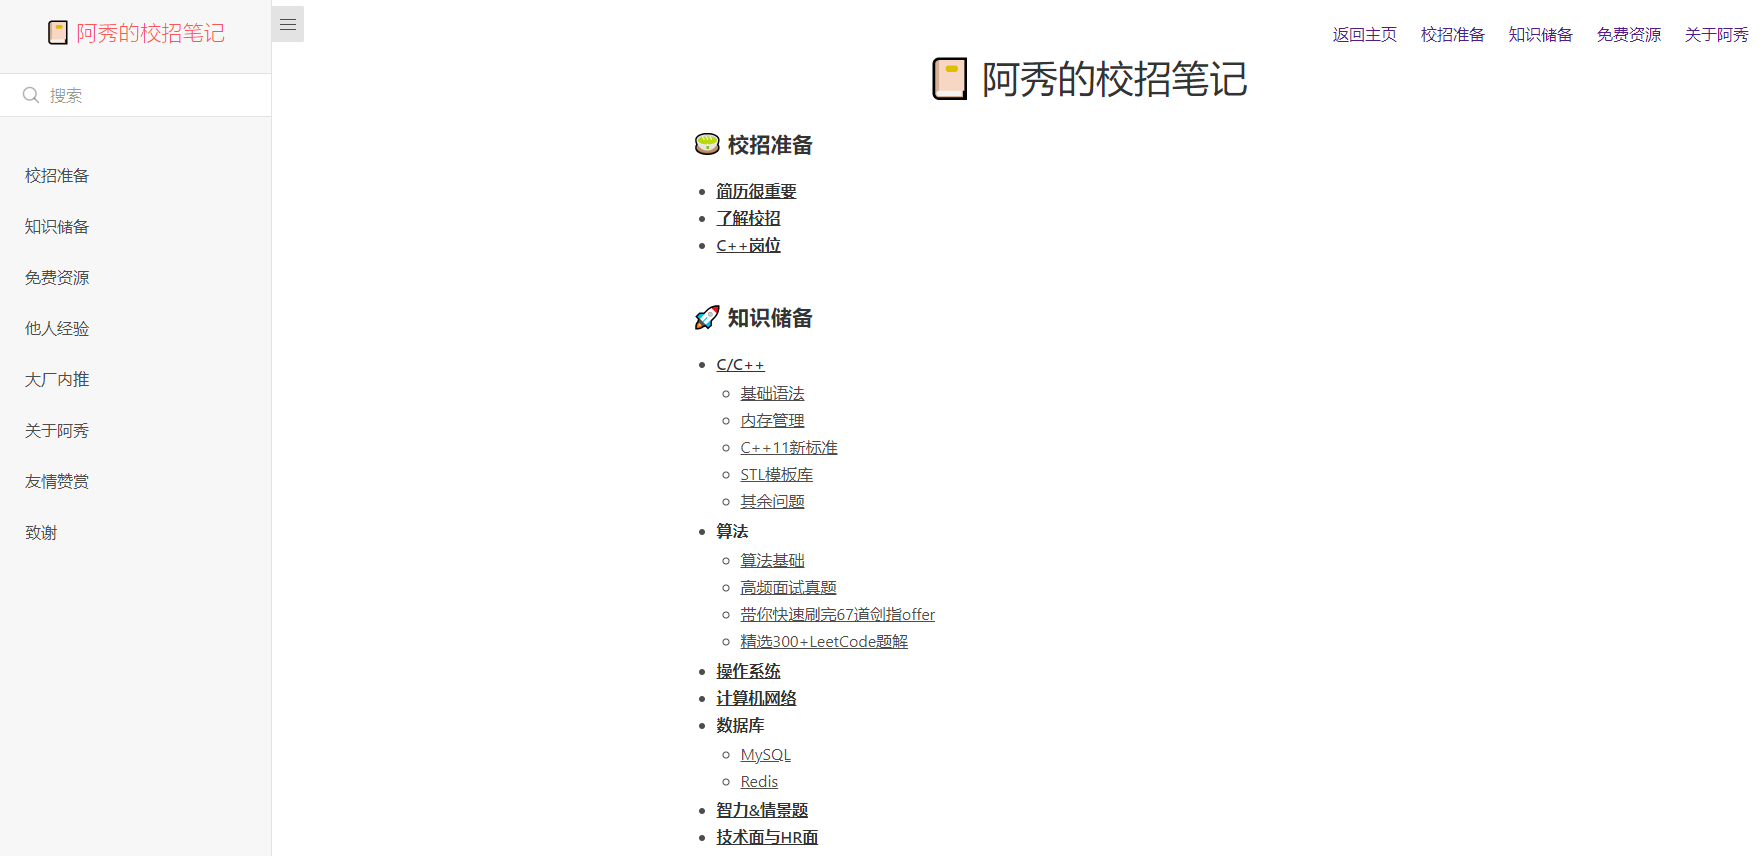 阿秀的校招笔记
搜索
校招准备
知识储备
免费资源
他人经验
大厂内推
关于阿秀
友情赞赏
致谢
返回主页 校招准备 知识储备 免费资源 关于阿秀
阿秀的校招笔记
校招准备
简历很重要
了解校招
C++岗位
知识储备
C/C++
基础语法
内存管理
C++11新标准
STL模板库
其余问题
算法
算法基础
高频面试真题
带你快速刷完67道剑指offer
精选300+LeetCode题解
操作系统
计算机网络
数据库
MySQL
Redis
智力&情景题
技术面与HR面